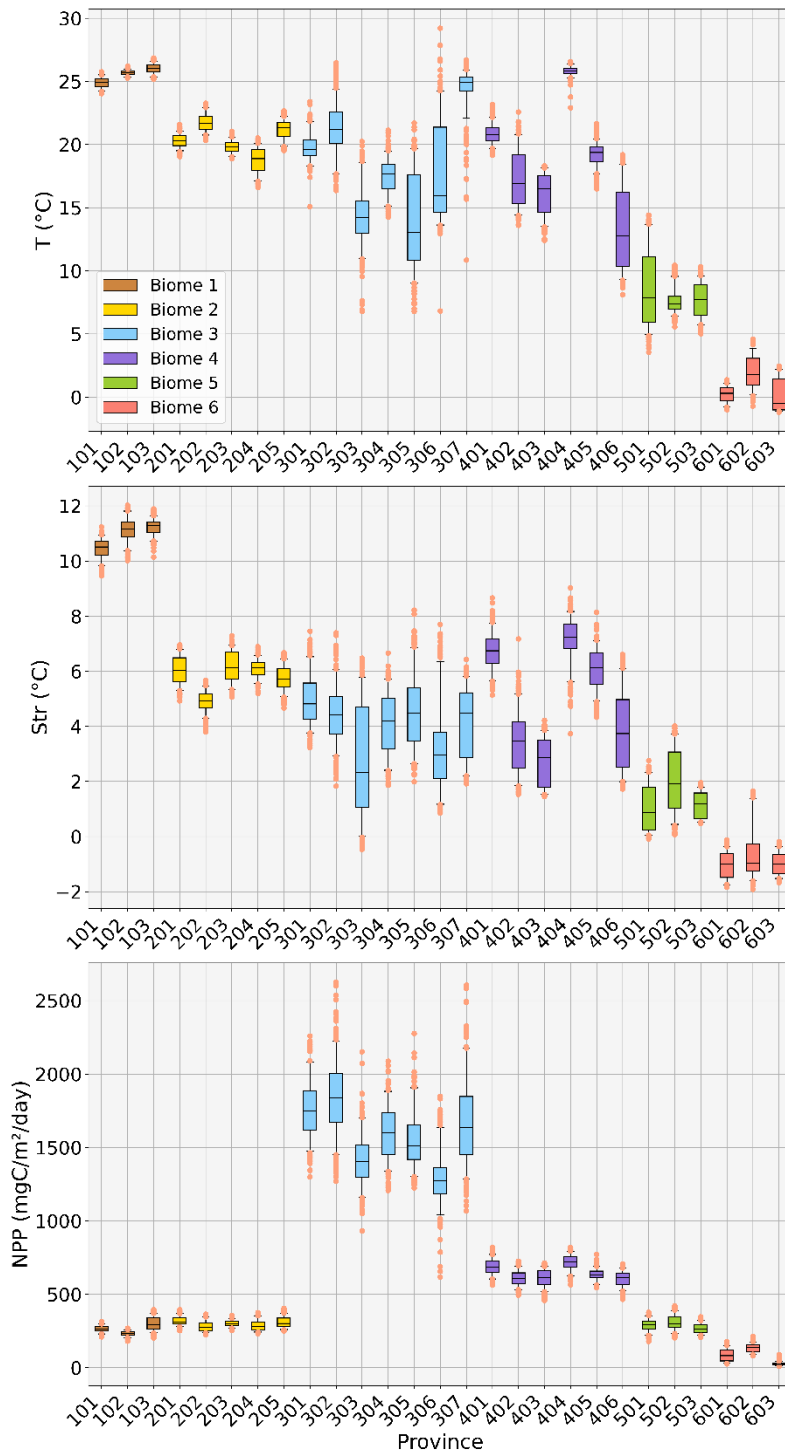 30
25
20
15
10
5
0
T (°C)
Biome 1
Biome 2
Biome 3
Biome 4
Biome 5
Biome 6
101 102 103 201 202 203 204 205 301 302 303 304 305 306 307 401 402 403 404 405 406 501 502 503 601 602 603
12
10
8
6
4
2
0
−2
Str (°C)
101 102 103 201 202 203 204 205 301 302 303 304 305 306 307 401 402 403 404 405 406 501 502 503 601 602 603
2500
2000
1500
1000
500
0
NPP (mgC/m²/day)
101 102 103 201 202 203 204 205 301 302 303 304 305 306 307 401 402 403 404 405 406 501 502 503 601 602 603
Province